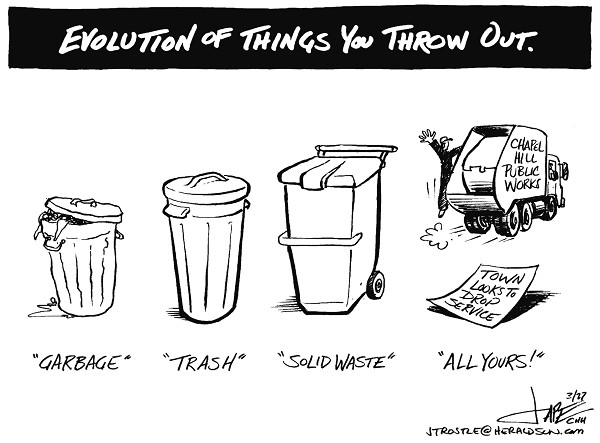 EVOLUTION OF THINGS YOU THROW OUT.
CHAPEL
HILL
PUBLIC
WORKS
TOWN
LOOKS TO
DROP
SERVICE
"GARBAGE"
"TRASH"
"SOLID WASTE"
"ALL YOURS!"
3/27
CHH
JTROSTLE@HERALDSUN.com